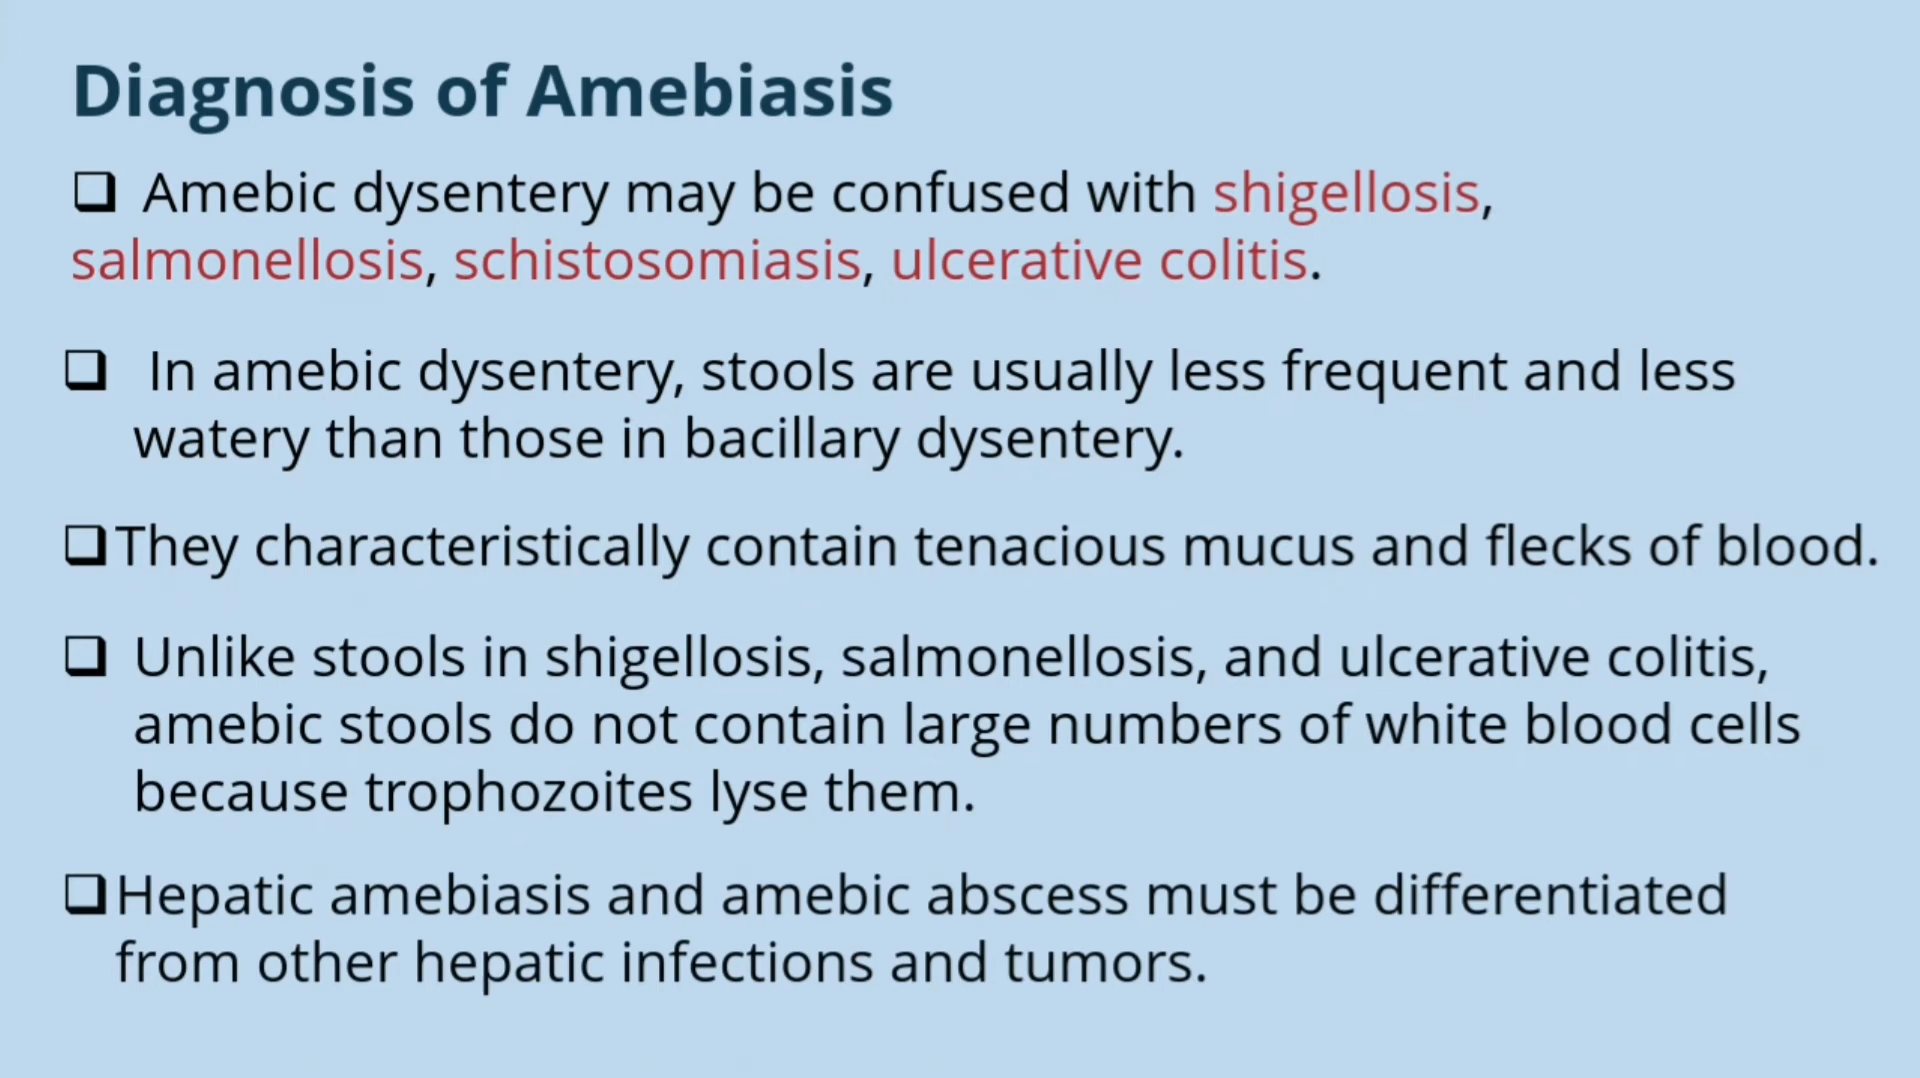 Diagnosis of Amebiasis
❑ Amebic dysentery may be confused with shigellosis,
salmonellosis, schistosomiasis, ulcerative colitis.
❑ In amebic dysentery, stools are usually less frequent and less
watery than those in bacillary dysentery.
❑They characteristically contain tenacious mucus and flecks of blood.
❑ Unlike stools in shigellosis, salmonellosis, and ulcerative colitis,
amebic stools do not contain large numbers of white blood cells
because trophozoites lyse them.
❑Hepatic amebiasis and amebic abscess must be differentiated
from other hepatic infections and tumors.